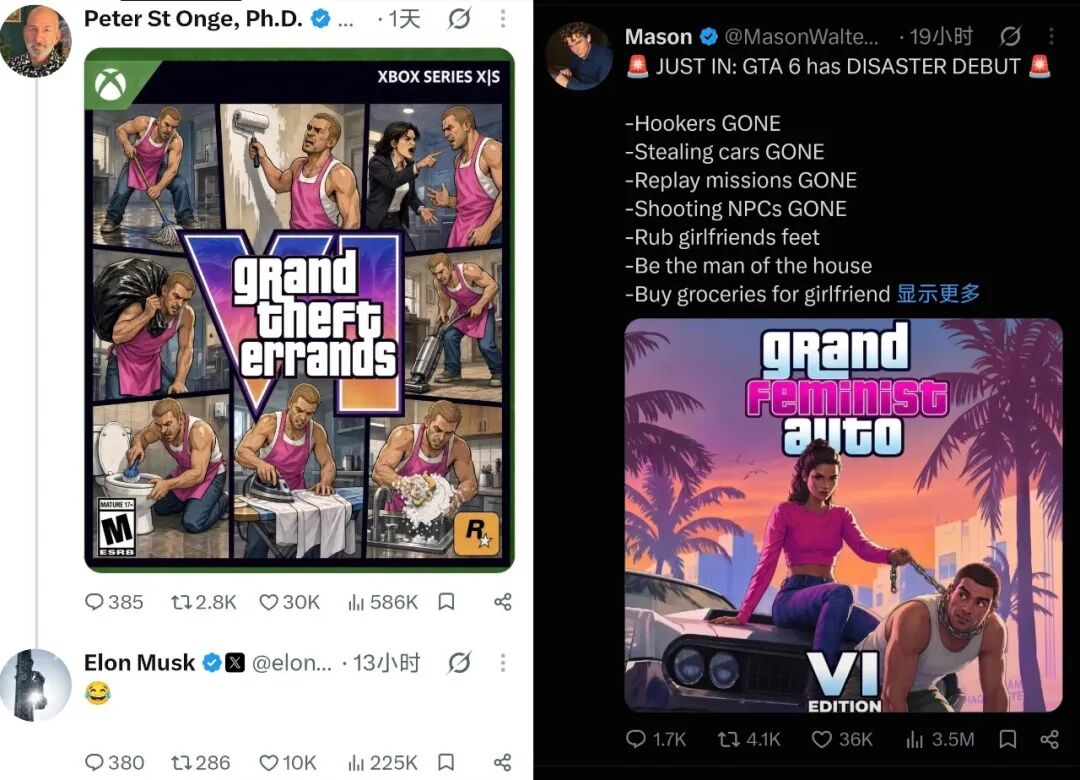 Peter St Onge, Ph.D. ... · 1天
XBOX SERIES X|S
grand
theft
errands
VI
MATURE 17+
M
ESRB
R
385 2.8K 30K 586K
Elon Musk X @elon... · 13小时
😂
380 286 10K 225K
Mason @MasonWalte... · 19小时
🚨 JUST IN: GTA 6 has DISASTER DEBUT 🚨
-Hookers GONE
-Stealing cars GONE
-Replay missions GONE
-Shooting NPCs GONE
-Rub girlfriends feet
-Be the man of the house
-Buy groceries for girlfriend 显示更多
grand
feminist
auto
VI
EDITION
1.7K 4.1K 36K 3.5M